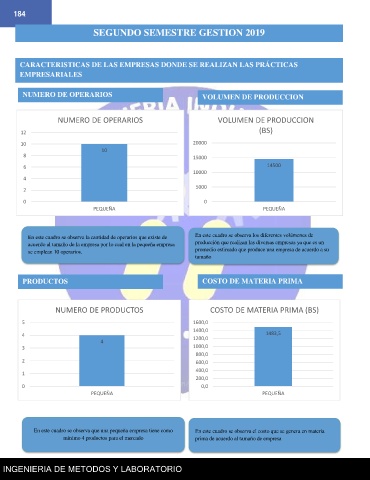 184
SEGUNDO SEMESTRE GESTION 2019
CARACTERISTICAS DE LAS EMPRESAS DONDE SE REALIZAN LAS PRÁCTICAS
EMPRESARIALES
NUMERO DE OPERARIOS
VOLUMEN DE PRODUCCION
NUMERO DE OPERARIOS
12
10
8
6
4
2
0
10
PEQUEÑA
VOLUMEN DE PRODUCCION
(BS)
20000
15000
10000
5000
0
PEQUEÑA
En este cuadro se observa la cantidad de operarios que existe de
acuerdo al tamaño de la empresa por lo cual en la pequeña empresa
se emplean 10 operarios.
En este cuadro se observa los diferentes volúmenes de
producción que realizan las diversas empresas ya que es un
promedio estimado que produce una empresa de acuerdo a su
tamaño
PRODUCTOS
COSTO DE MATERIA PRIMA
NUMERO DE PRODUCTOS
5
4
3
2
1
0
4
PEQUEÑA
COSTO DE MATERIA PRIMA (BS)
1600,0
1400,0
1200,0
1000,0
800,0
600,0
400,0
200,0
0,0
PEQUEÑA
En este cuadro se observa que una pequeña empresa tiene como
mínimo 4 productos para el mercado
En este cuadro se observa el costo que se genera en materia
prima de acuerdo al tamaño de empresa
INGENIERIA DE METODOS Y LABORATORIO